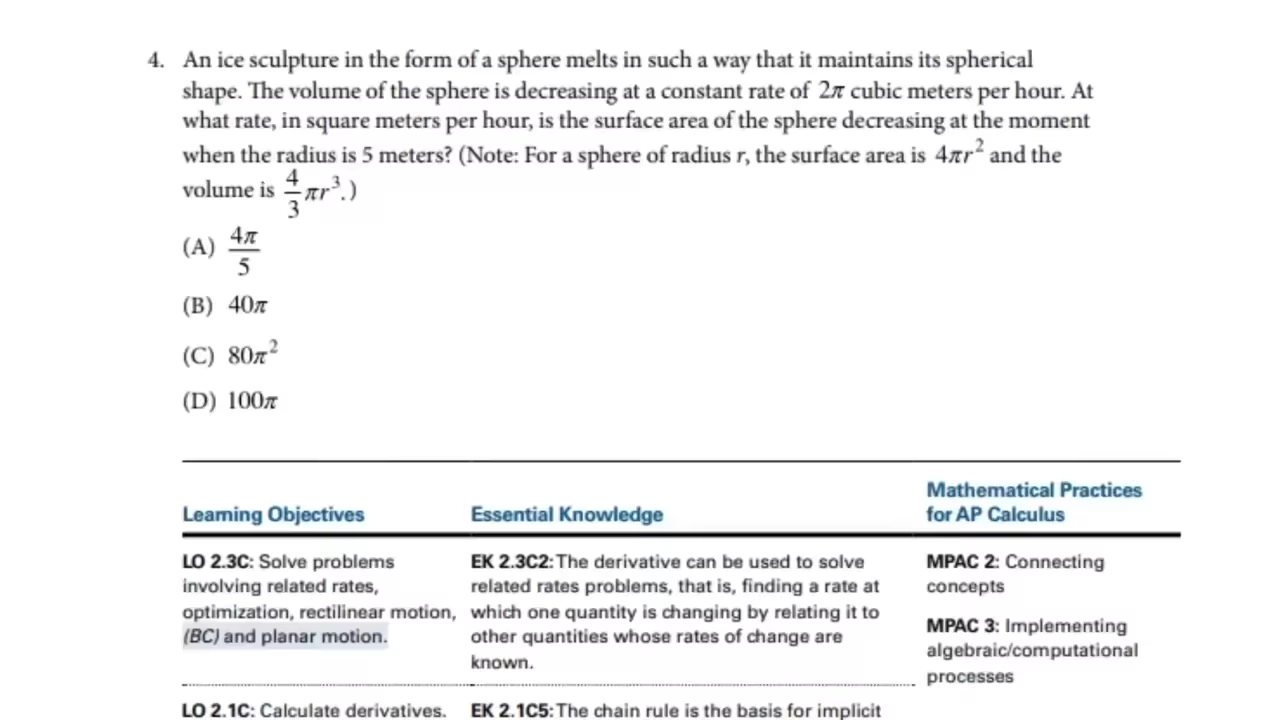 4. An ice sculpture in the form of a sphere melts in such a way that it maintains its spherical
shape. The volume of the sphere is decreasing at a constant rate of 2π cubic meters per hour. At
what rate, in square meters per hour, is the surface area of the sphere decreasing at the moment
when the radius is 5 meters? (Note: For a sphere of radius r, the surface area is 4πr² and the
volume is 4/3 πr³.)
(A) 4π/5
(B) 40π
(C) 80π²
(D) 100π
Learning Objectives
Essential Knowledge
Mathematical Practices
for AP Calculus
LO 2.3C: Solve problems
involving related rates,
optimization, rectilinear motion,
(BC) and planar motion.
EK 2.3C2: The derivative can be used to solve
related rates problems, that is, finding a rate at
which one quantity is changing by relating it to
other quantities whose rates of change are
known.
MPAC 2: Connecting
concepts
MPAC 3: Implementing
algebraic/computational
processes
LO 2.1C: Calculate derivatives.
EK 2.1C5: The chain rule is the basis for implicit